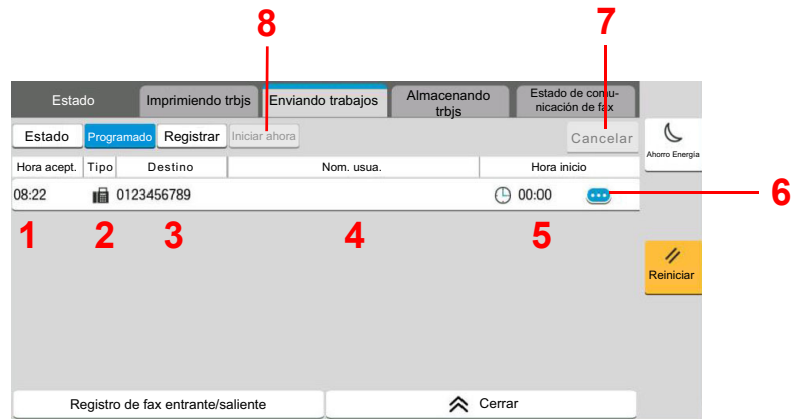 8
7
Estado
Imprimiendo trbjs
Enviando trabajos
Almacenando
trbjs
Estado de comu-
nicación de fax
Estado
Programado
Registrar
Iniciar ahora
Cancelar
Ahorro Energía
Hora acept.
Tipo
Destino
Nom. usua.
Hora inicio
08:22
0123456789
00:00
6
1
2
3
4
5
Reiniciar
Registro de fax entrante/saliente
Cerrar